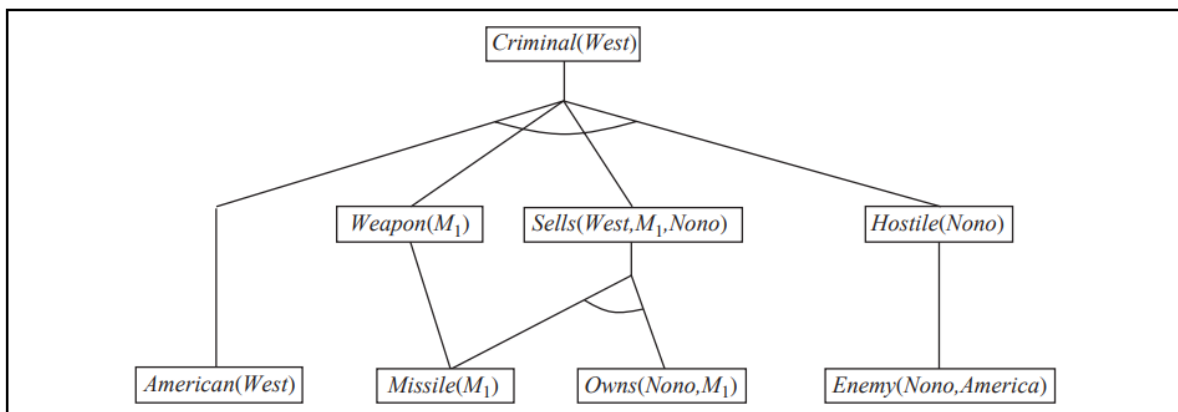 Criminal(West)
Weapon(M₁) Sells(West,M₁,Nono) Hostile(Nono)
American(West) Missile(M₁) Owns(Nono,M₁) Enemy(Nono,America)